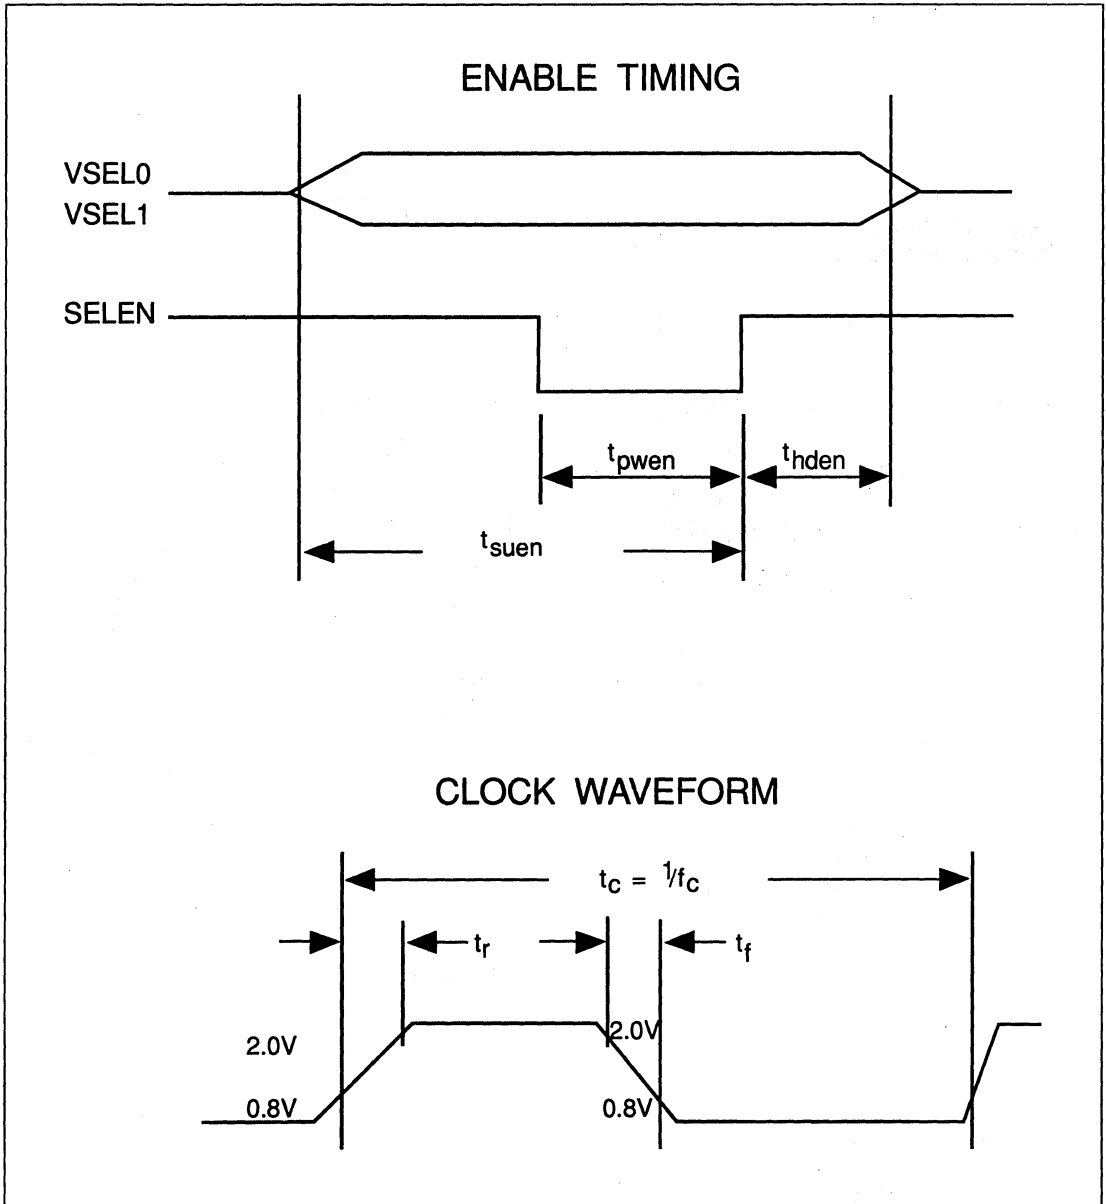 ENABLE TIMING
VSEL0
VSEL1
SELEN
tpwen
thden
tsuen
CLOCK WAVEFORM
tc = 1/fc
tr
tf
2.0V
2.0V
0.8V
0.8V